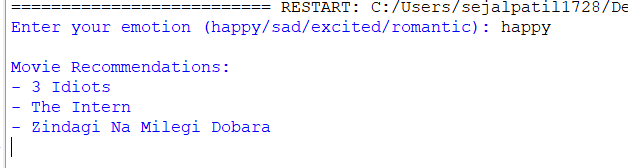 ========================== RESTART: C:/Users/sejalpatil1728/De
Enter your emotion (happy/sad/excited/romantic): happy
Movie Recommendations:
- 3 Idiots
- The Intern
- Zindagi Na Milegi Dobara